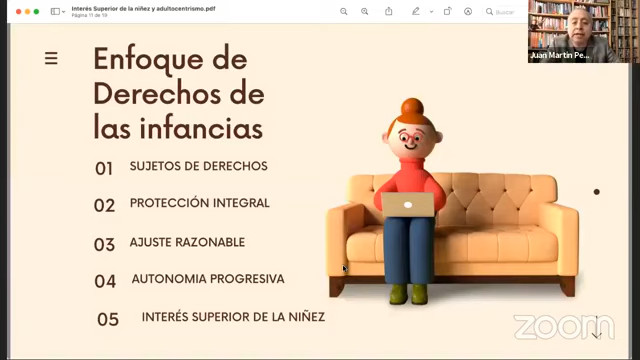 Interés Superior de la niñez y adultocentrismo.pdf
Página 11 de 19
Buscar
Juan Martín Pe...
Enfoque de
Derechos de
las infancias
01 SUJETOS DE DERECHOS
02 PROTECCIÓN INTEGRAL
03 AJUSTE RAZONABLE
04 AUTONOMIA PROGRESIVA
05 INTERÉS SUPERIOR DE LA NIÑEZ
zoom